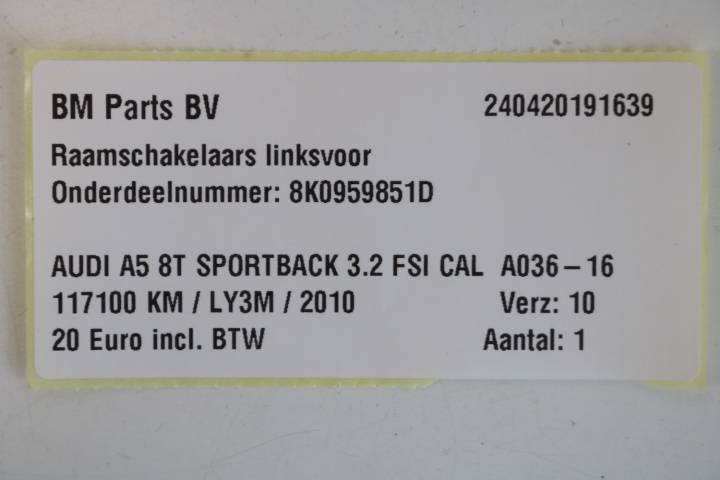 BM Parts BV 240420191639
Raamschakelaars linksvoor
Onderdeelnummer: 8K0959851D
AUDI A5 8T SPORTBACK 3.2 FSI CAL A036-16
117100 KM / LY3M / 2010 Verz: 10
20 Euro incl. BTW Aantal: 1